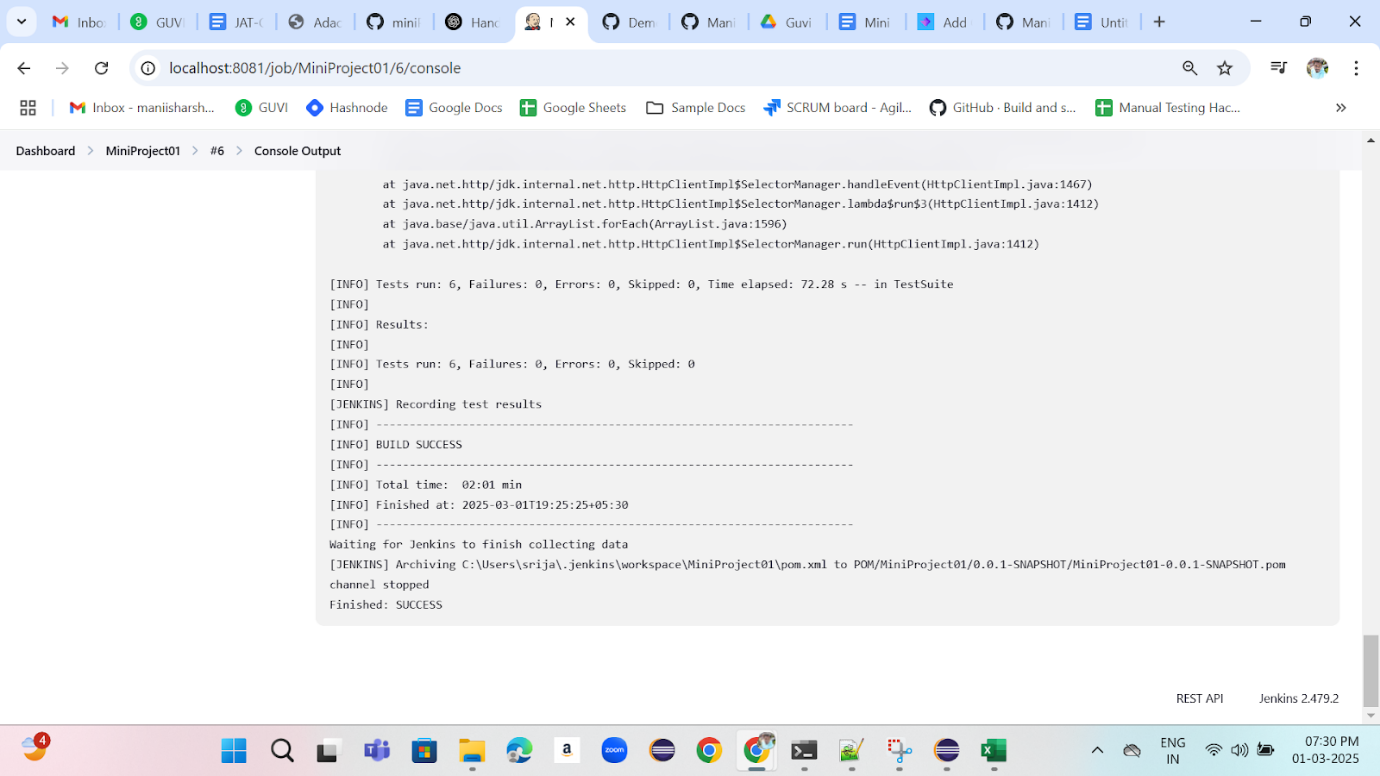 Inbo
GUV
JAT-
Adac
minil
Hanc
Dem
Mani
Guvi
Mini
Add
Mani
Unti
localhost:8081/job/MiniProject01/6/console
Inbox - maniisharsh...
GUVI
Hashnode
Google Docs
Google Sheets
Sample Docs
SCRUM board - Agil...
GitHub · Build and s...
Manual Testing Hac...
Dashboard > MiniProject01 > #6 > Console Output
at java.net.http/jdk.internal.net.http.HttpClientImpl$SelectorManager.handleEvent(HttpClientImpl.java:1467)
at java.net.http/jdk.internal.net.http.HttpClientImpl$SelectorManager.lambda$run$3(HttpClientImpl.java:1412)
at java.base/java.util.ArrayList.forEach(ArrayList.java:1596)
at java.net.http/jdk.internal.net.http.HttpClientImpl$SelectorManager.run(HttpClientImpl.java:1412)
[INFO] Tests run: 6, Failures: 0, Errors: 0, Skipped: 0, Time elapsed: 72.28 s -- in TestSuite
[INFO]
[INFO] Results:
[INFO]
[INFO] Tests run: 6, Failures: 0, Errors: 0, Skipped: 0
[INFO]
[JENKINS] Recording test results
[INFO] ------------------------------------------------------------------------
[INFO] BUILD SUCCESS
[INFO] ------------------------------------------------------------------------
[INFO] Total time:  02:01 min
[INFO] Finished at: 2025-03-01T19:25:25+05:30
[INFO] ------------------------------------------------------------------------
Waiting for Jenkins to finish collecting data
[JENKINS] Archiving C:\Users\srija\.jenkins\workspace\MiniProject01\pom.xml to POM/MiniProject01/0.0.1-SNAPSHOT/MiniProject01-0.0.1-SNAPSHOT.pom
channel stopped
Finished: SUCCESS
REST API
Jenkins 2.479.2
4
a
zoom
ENG
IN
07:30 PM
01-03-2025